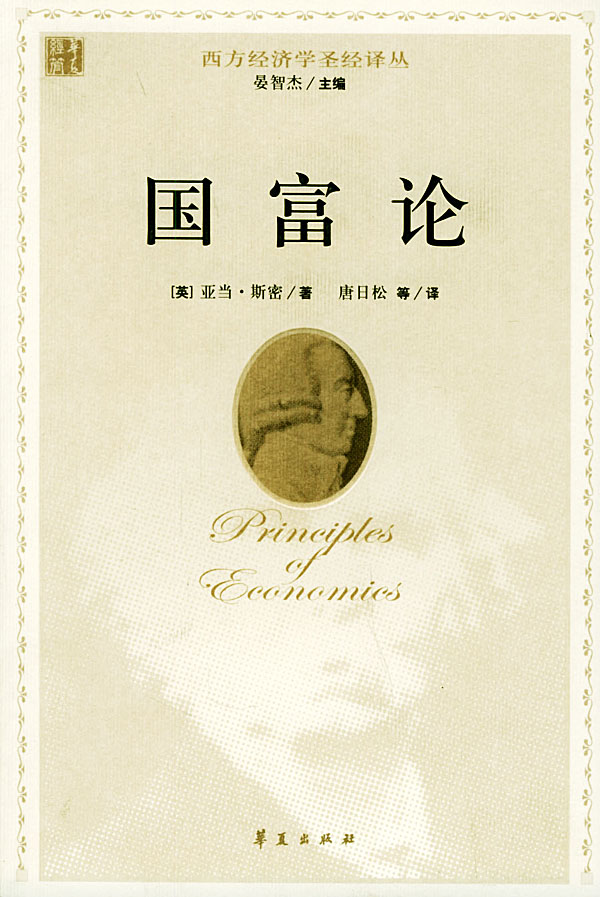 西方经济学圣经译丛
晏智杰/主编
国富论
[英]亚当·斯密/著 唐日松 等/译
Principles
of
Economics
华夏出版社